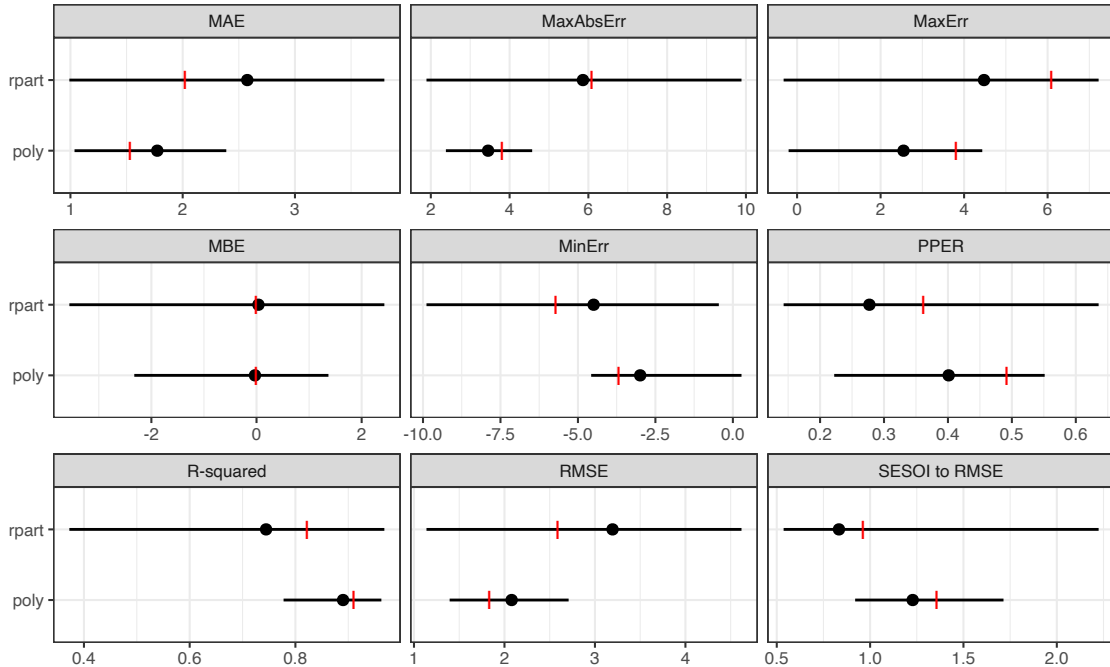 MAE MaxAbsErr MaxErr
rpart
poly
1 2 3 2 4 6 8 10 0 2 4 6
MBE MinErr PPER
rpart
poly
-2 0 2 -10.0 -7.5 -5.0 -2.5 0.0 0.2 0.3 0.4 0.5 0.6
R-squared RMSE SESOI to RMSE
rpart
poly
0.4 0.6 0.8 1 2 3 4 0.5 1.0 1.5 2.0